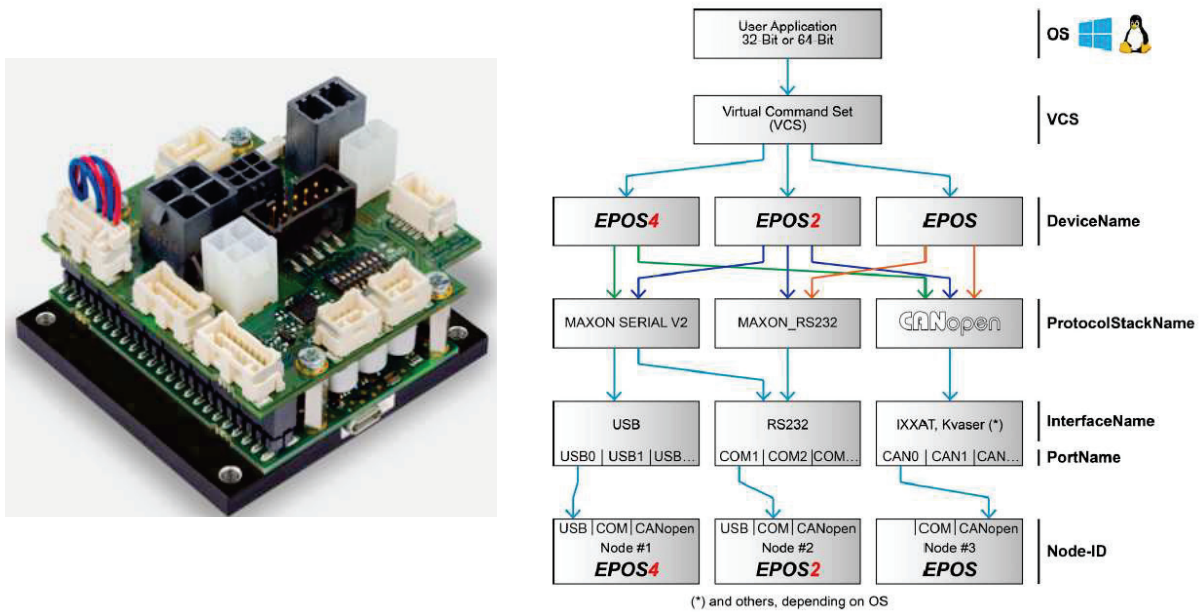 User Application
32 Bit or 64 Bit
OS
Virtual Command Set
(VCS)
VCS
EPOS4
EPOS2
EPOS
DeviceName
MAXON SERIAL V2
MAXON_RS232
CANopen
ProtocolStackName
USB
RS232
IXXAT, Kvaser (*)
InterfaceName
USB0 | USB1 | USB...
COM1 | COM2 | COM...
CAN0 | CAN1 | CAN...
PortName
USB | COM | CANopen
Node #1
EPOS4
USB | COM | CANopen
Node #2
EPOS2
| COM | CANopen
Node #3
EPOS
Node-ID
(*) and others, depending on OS